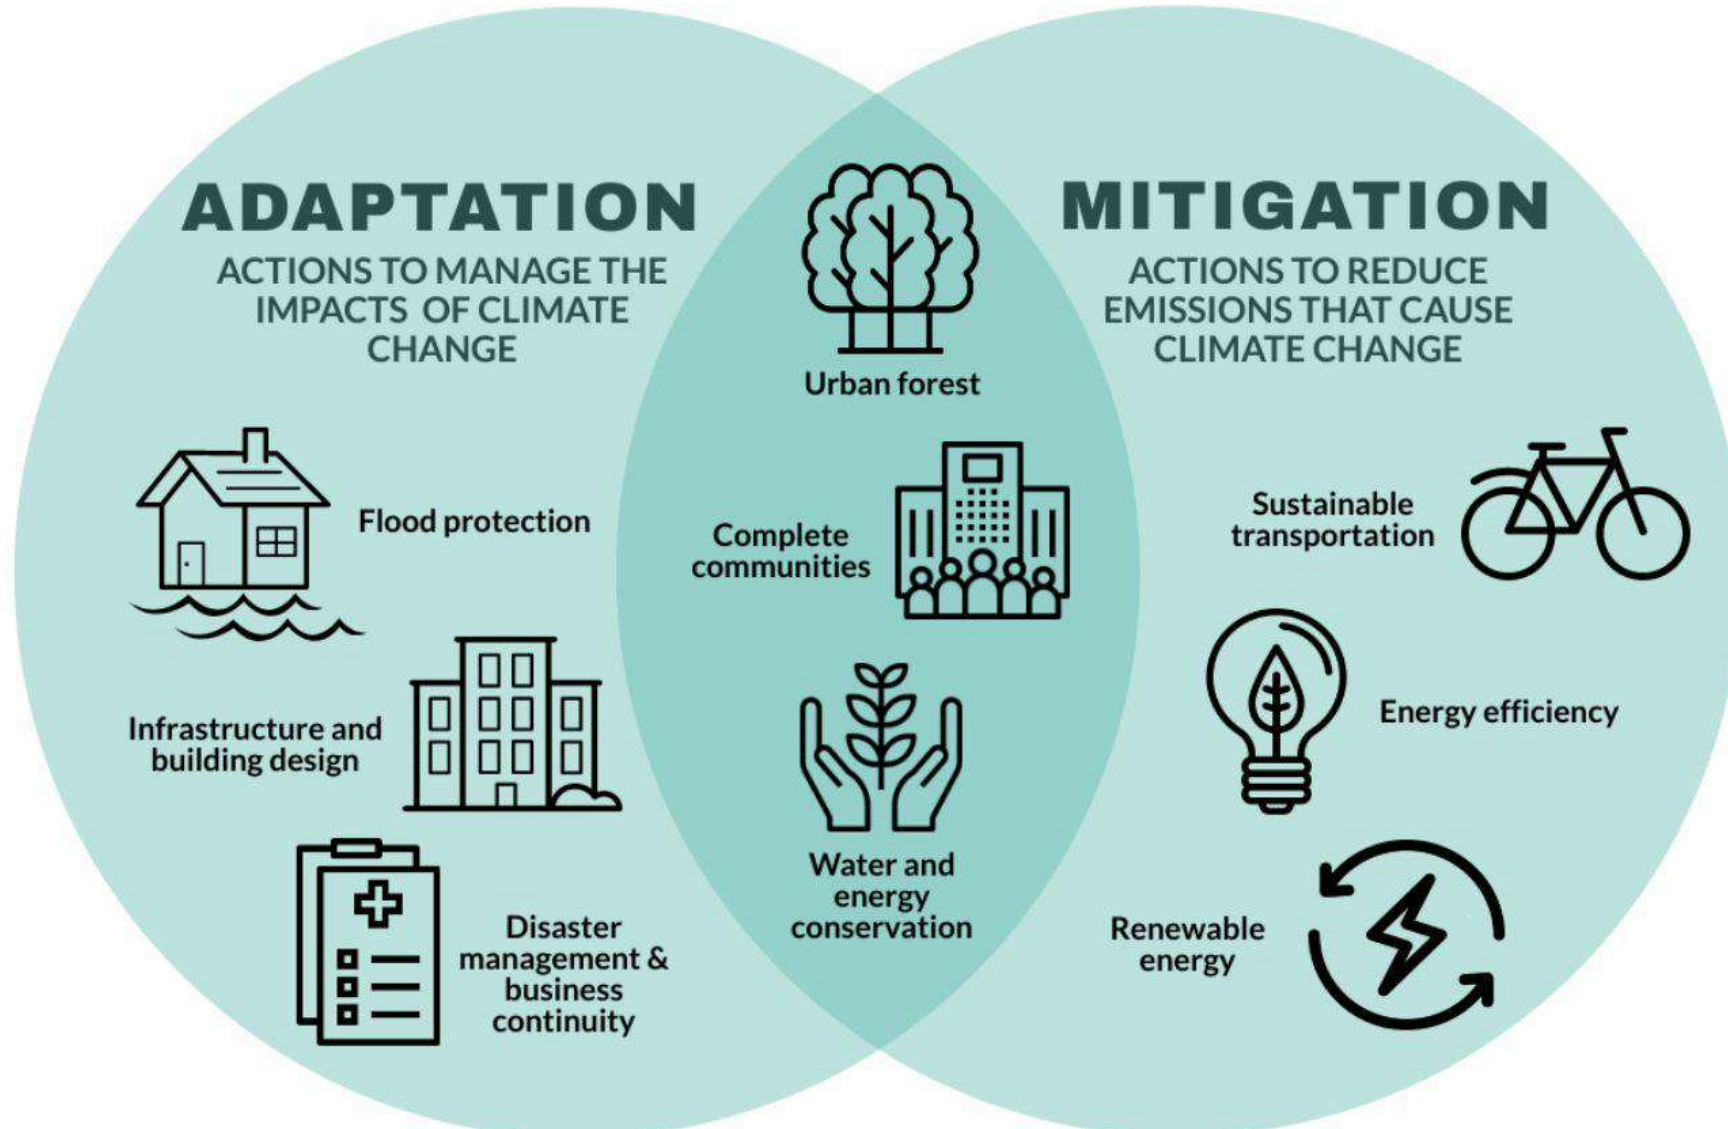 ADAPTATION
ACTIONS TO MANAGE THE
IMPACTS OF CLIMATE
CHANGE
Flood protection
Infrastructure and
building design
Disaster
management &
business
continuity
Urban forest
Complete
communities
Water and
energy
conservation
MITIGATION
ACTIONS TO REDUCE
EMISSIONS THAT CAUSE
CLIMATE CHANGE
Sustainable
transportation
Energy efficiency
Renewable
energy